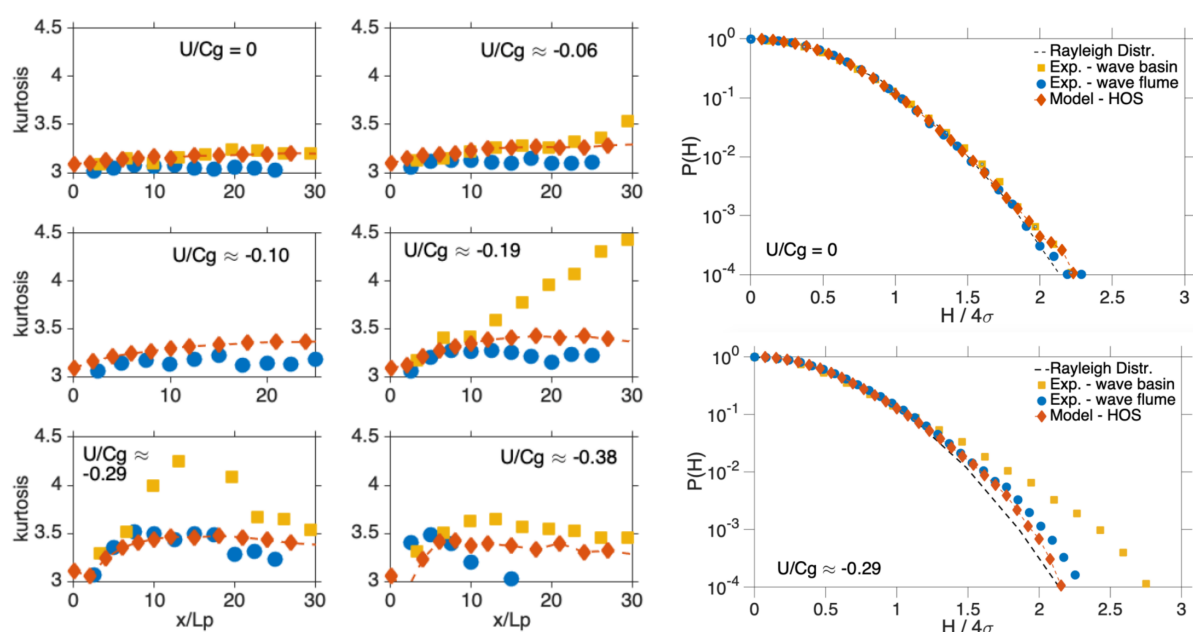 4.5
4
3.5
3
kurtosis
U/Cg = 0
0 10 20 30
4.5
4
3.5
3
U/Cg ≈ -0.06
0 10 20 30
4.5
4
3.5
3
kurtosis
U/Cg ≈ -0.10
0 10 20
4.5
4
3.5
3
U/Cg ≈ -0.19
0 10 20 30
4.5
4
3.5
3
kurtosis
U/Cg ≈
-0.29
0 10 20 30
x/Lp
4.5
4
3.5
3
U/Cg ≈ -0.38
0 10 20 30
x/Lp
10⁰
10⁻¹
10⁻²
10⁻³
10⁻⁴
P(H)
Rayleigh Distr.
Exp. - wave basin
Exp. - wave flume
Model - HOS
U/Cg = 0
0 0.5 1 1.5 2 2.5 3
H / 4σ
10⁰
10⁻¹
10⁻²
10⁻³
10⁻⁴
P(H)
Rayleigh Distr.
Exp. - wave basin
Exp. - wave flume
Model - HOS
U/Cg ≈ -0.29
0 0.5 1 1.5 2 2.5 3
H / 4σ